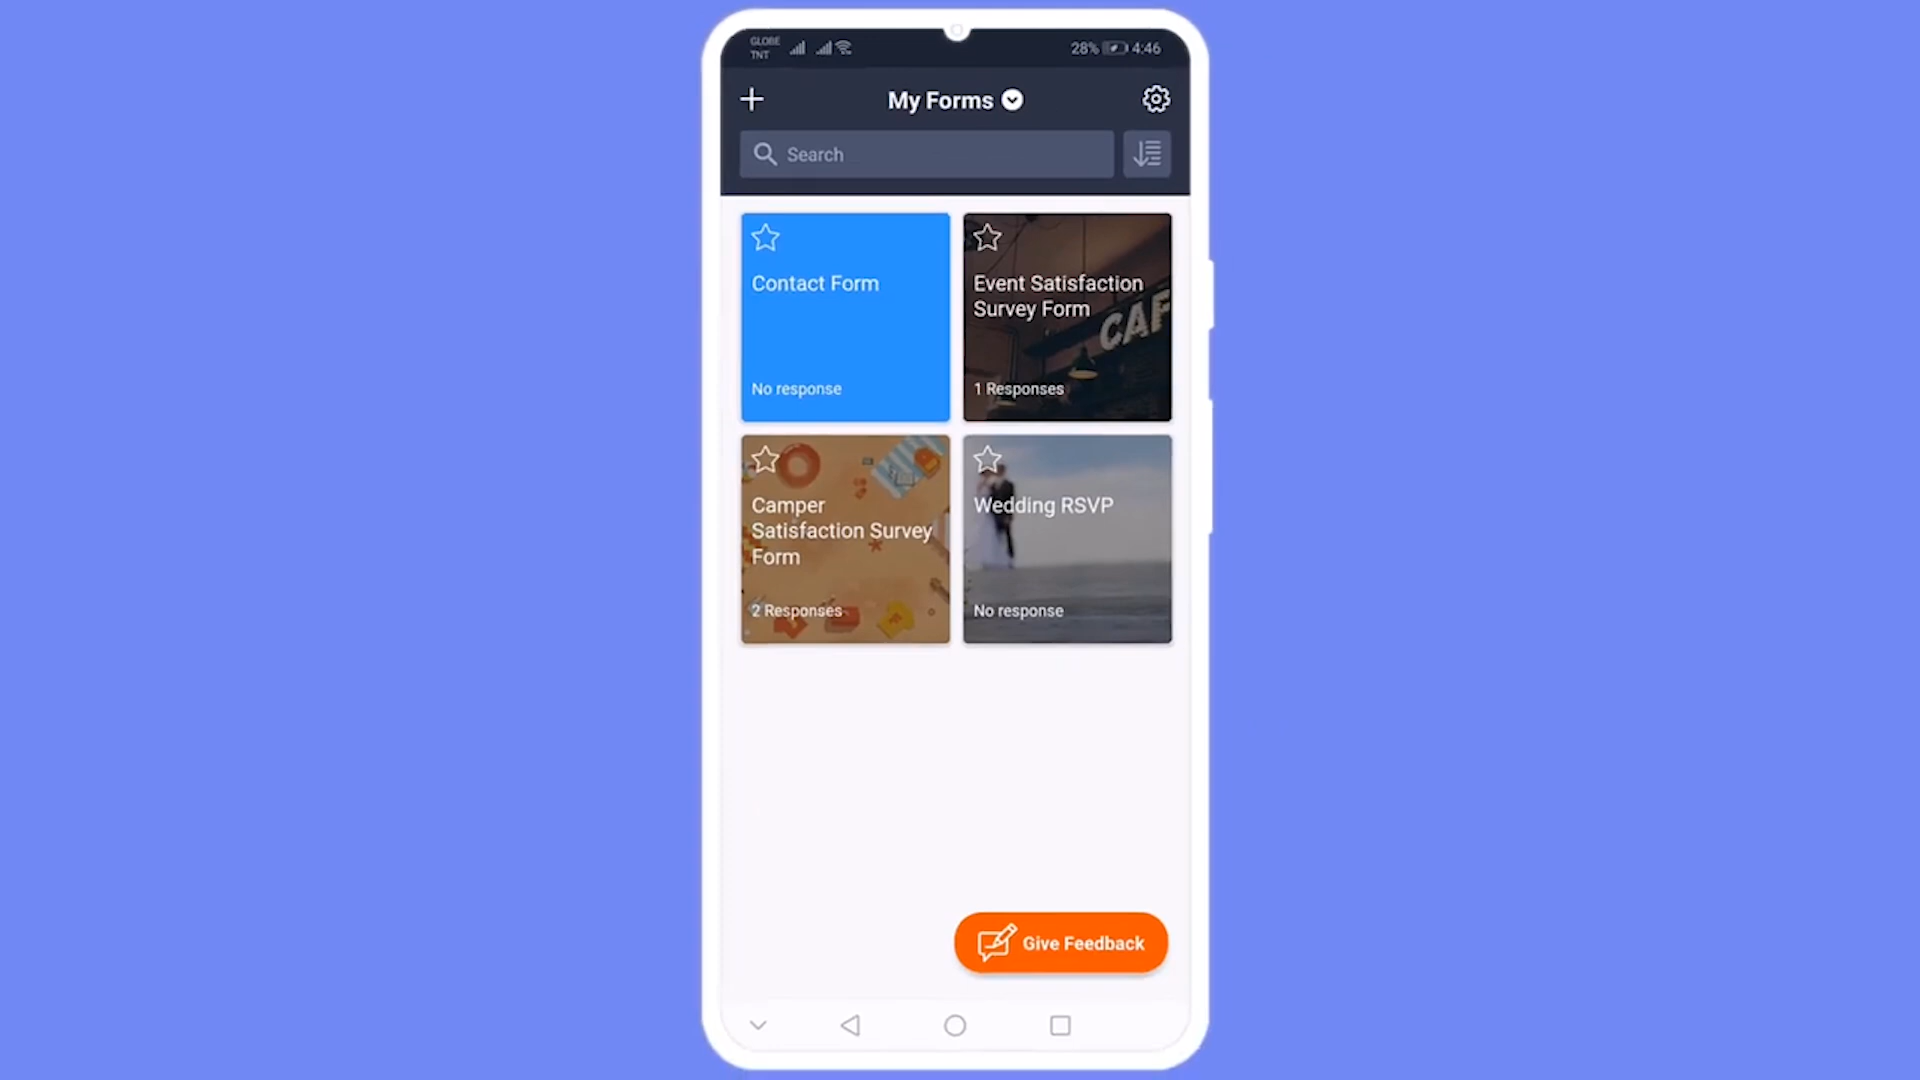 GLOBE
TNT
28% 4:46
My Forms
Search
Contact Form
No response
Event Satisfaction
Survey Form
CAF
1 Responses
Camper
Satisfaction Survey
Form
2 Responses
Wedding RSVP
No response
Give Feedback